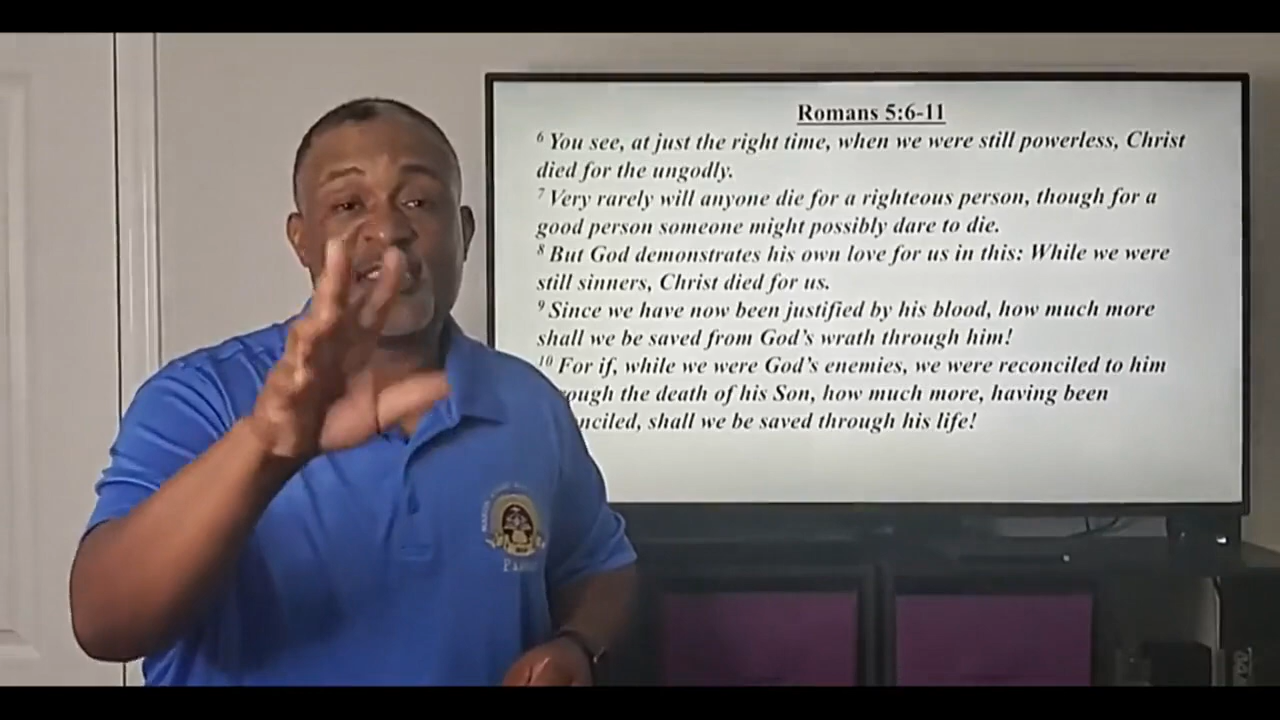 Romans 5:6-11
6 You see, at just the right time, when we were still powerless, Christ
died for the ungodly.
7 Very rarely will anyone die for a righteous person, though for a
good person someone might possibly dare to die.
8 But God demonstrates his own love for us in this: While we were
still sinners, Christ died for us.
9 Since we have now been justified by his blood, how much more
shall we be saved from God's wrath through him!
10 For if, while we were God's enemies, we were reconciled to him
ough the death of his Son, how much more, having been
nciled, shall we be saved through his life!